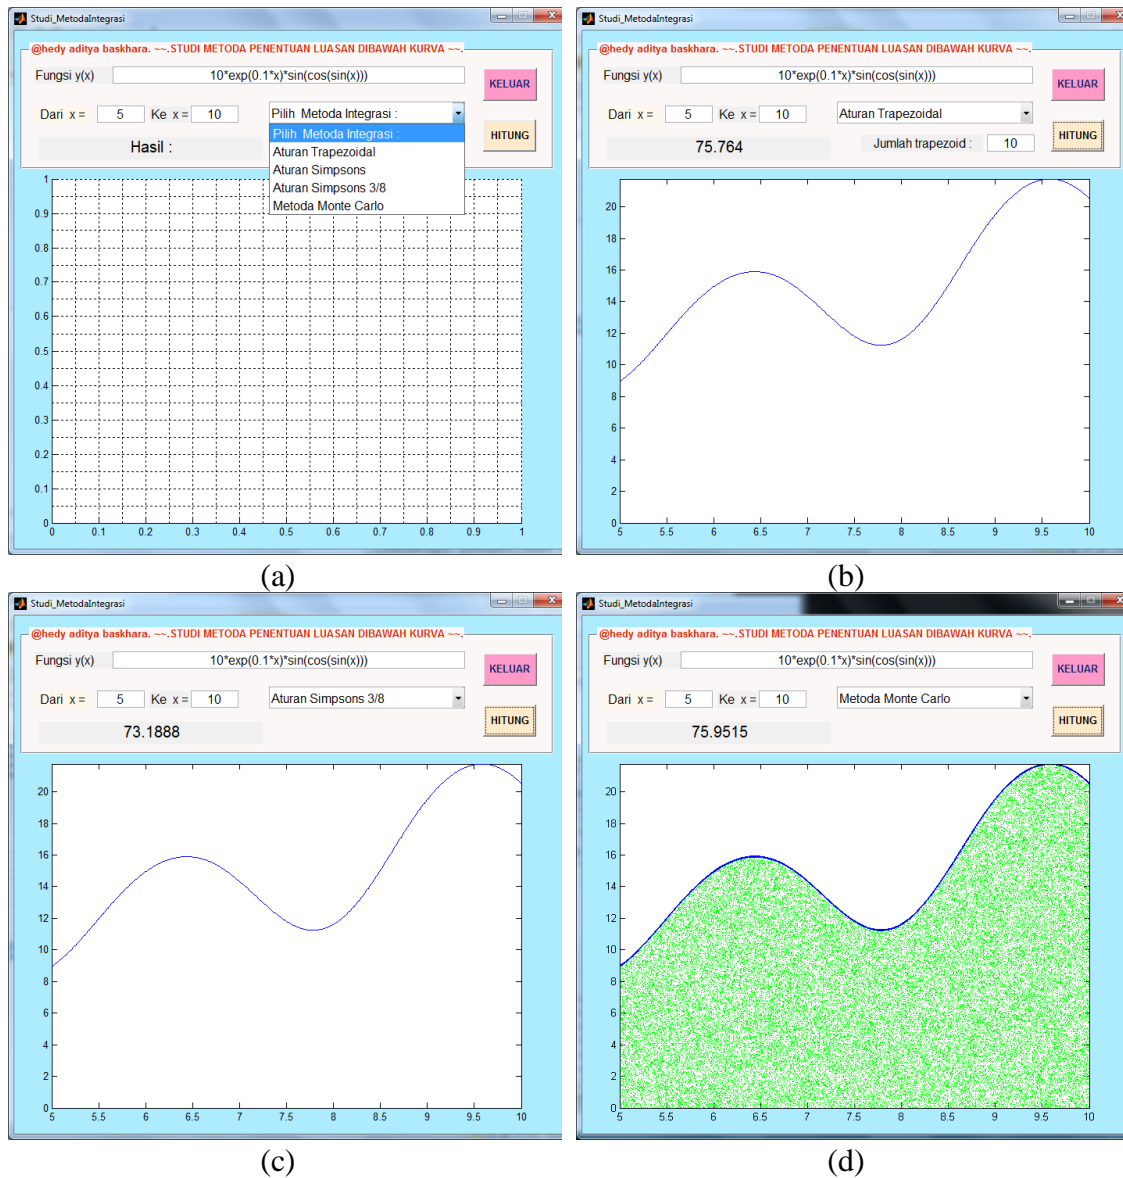 Studi_MetodaIntegrasi
@hedy aditya baskhara. ~~.STUDI METODA PENENTUAN LUASAN DIBAWAH KURVA ~~.
Fungsi y(x) 10*exp(0.1*x)*sin(cos(sin(x))) KELUAR
Dari x = 5 Ke x = 10 Pilih Metoda Integrasi :
Pilih Metoda Integrasi :
Hasil : HITUNG
Aturan Trapezoidal
Aturan Simpsons
Aturan Simpsons 3/8
Metoda Monte Carlo
1
0.9
0.8
0.7
0.6
0.5
0.4
0.3
0.2
0.1
0
0 0.1 0.2 0.3 0.4 0.5 0.6 0.7 0.8 0.9 1
(a)
Studi_MetodaIntegrasi
@hedy aditya baskhara. ~~.STUDI METODA PENENTUAN LUASAN DIBAWAH KURVA ~~.
Fungsi y(x) 10*exp(0.1*x)*sin(cos(sin(x))) KELUAR
Dari x = 5 Ke x = 10 Aturan Trapezoidal
75.764 Jumlah trapezoid : 10 HITUNG
20
18
16
14
12
10
8
6
4
2
0
5 5.5 6 6.5 7 7.5 8 8.5 9 9.5 10
(b)
Studi_MetodaIntegrasi
@hedy aditya baskhara. ~~.STUDI METODA PENENTUAN LUASAN DIBAWAH KURVA ~~.
Fungsi y(x) 10*exp(0.1*x)*sin(cos(sin(x))) KELUAR
Dari x = 5 Ke x = 10 Aturan Simpsons 3/8
73.1888 HITUNG
20
18
16
14
12
10
8
6
4
2
0
5 5.5 6 6.5 7 7.5 8 8.5 9 9.5 10
(c)
Studi_MetodaIntegrasi
@hedy aditya baskhara. ~~.STUDI METODA PENENTUAN LUASAN DIBAWAH KURVA ~~.
Fungsi y(x) 10*exp(0.1*x)*sin(cos(sin(x))) KELUAR
Dari x = 5 Ke x = 10 Metoda Monte Carlo
75.9515 HITUNG
20
18
16
14
12
10
8
6
4
2
0
5 5.5 6 6.5 7 7.5 8 8.5 9 9.5 10
(d)